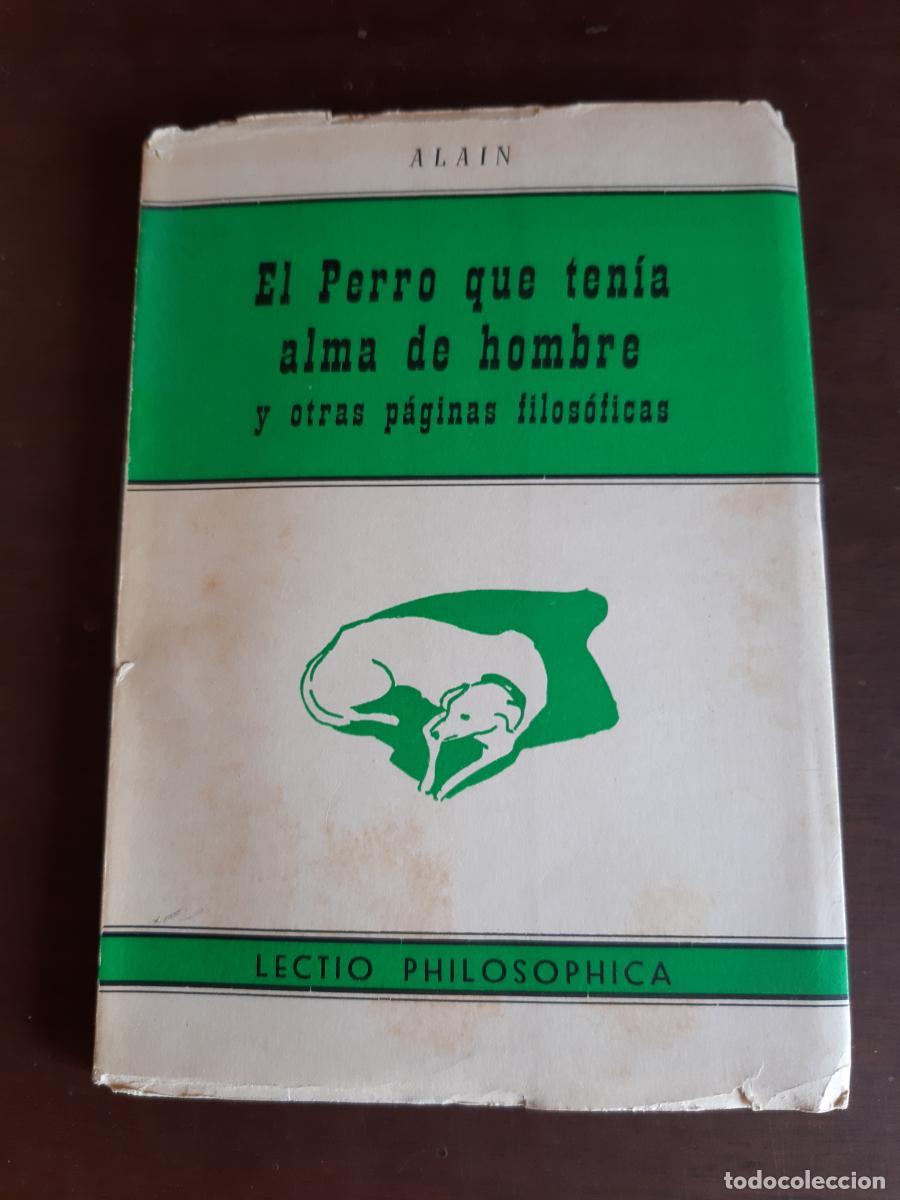 ALAIN
El Perro que tenía
alma de hombre
y otras páginas filosóficas
LECTIO PHILOSOPHICA
todocoleccion